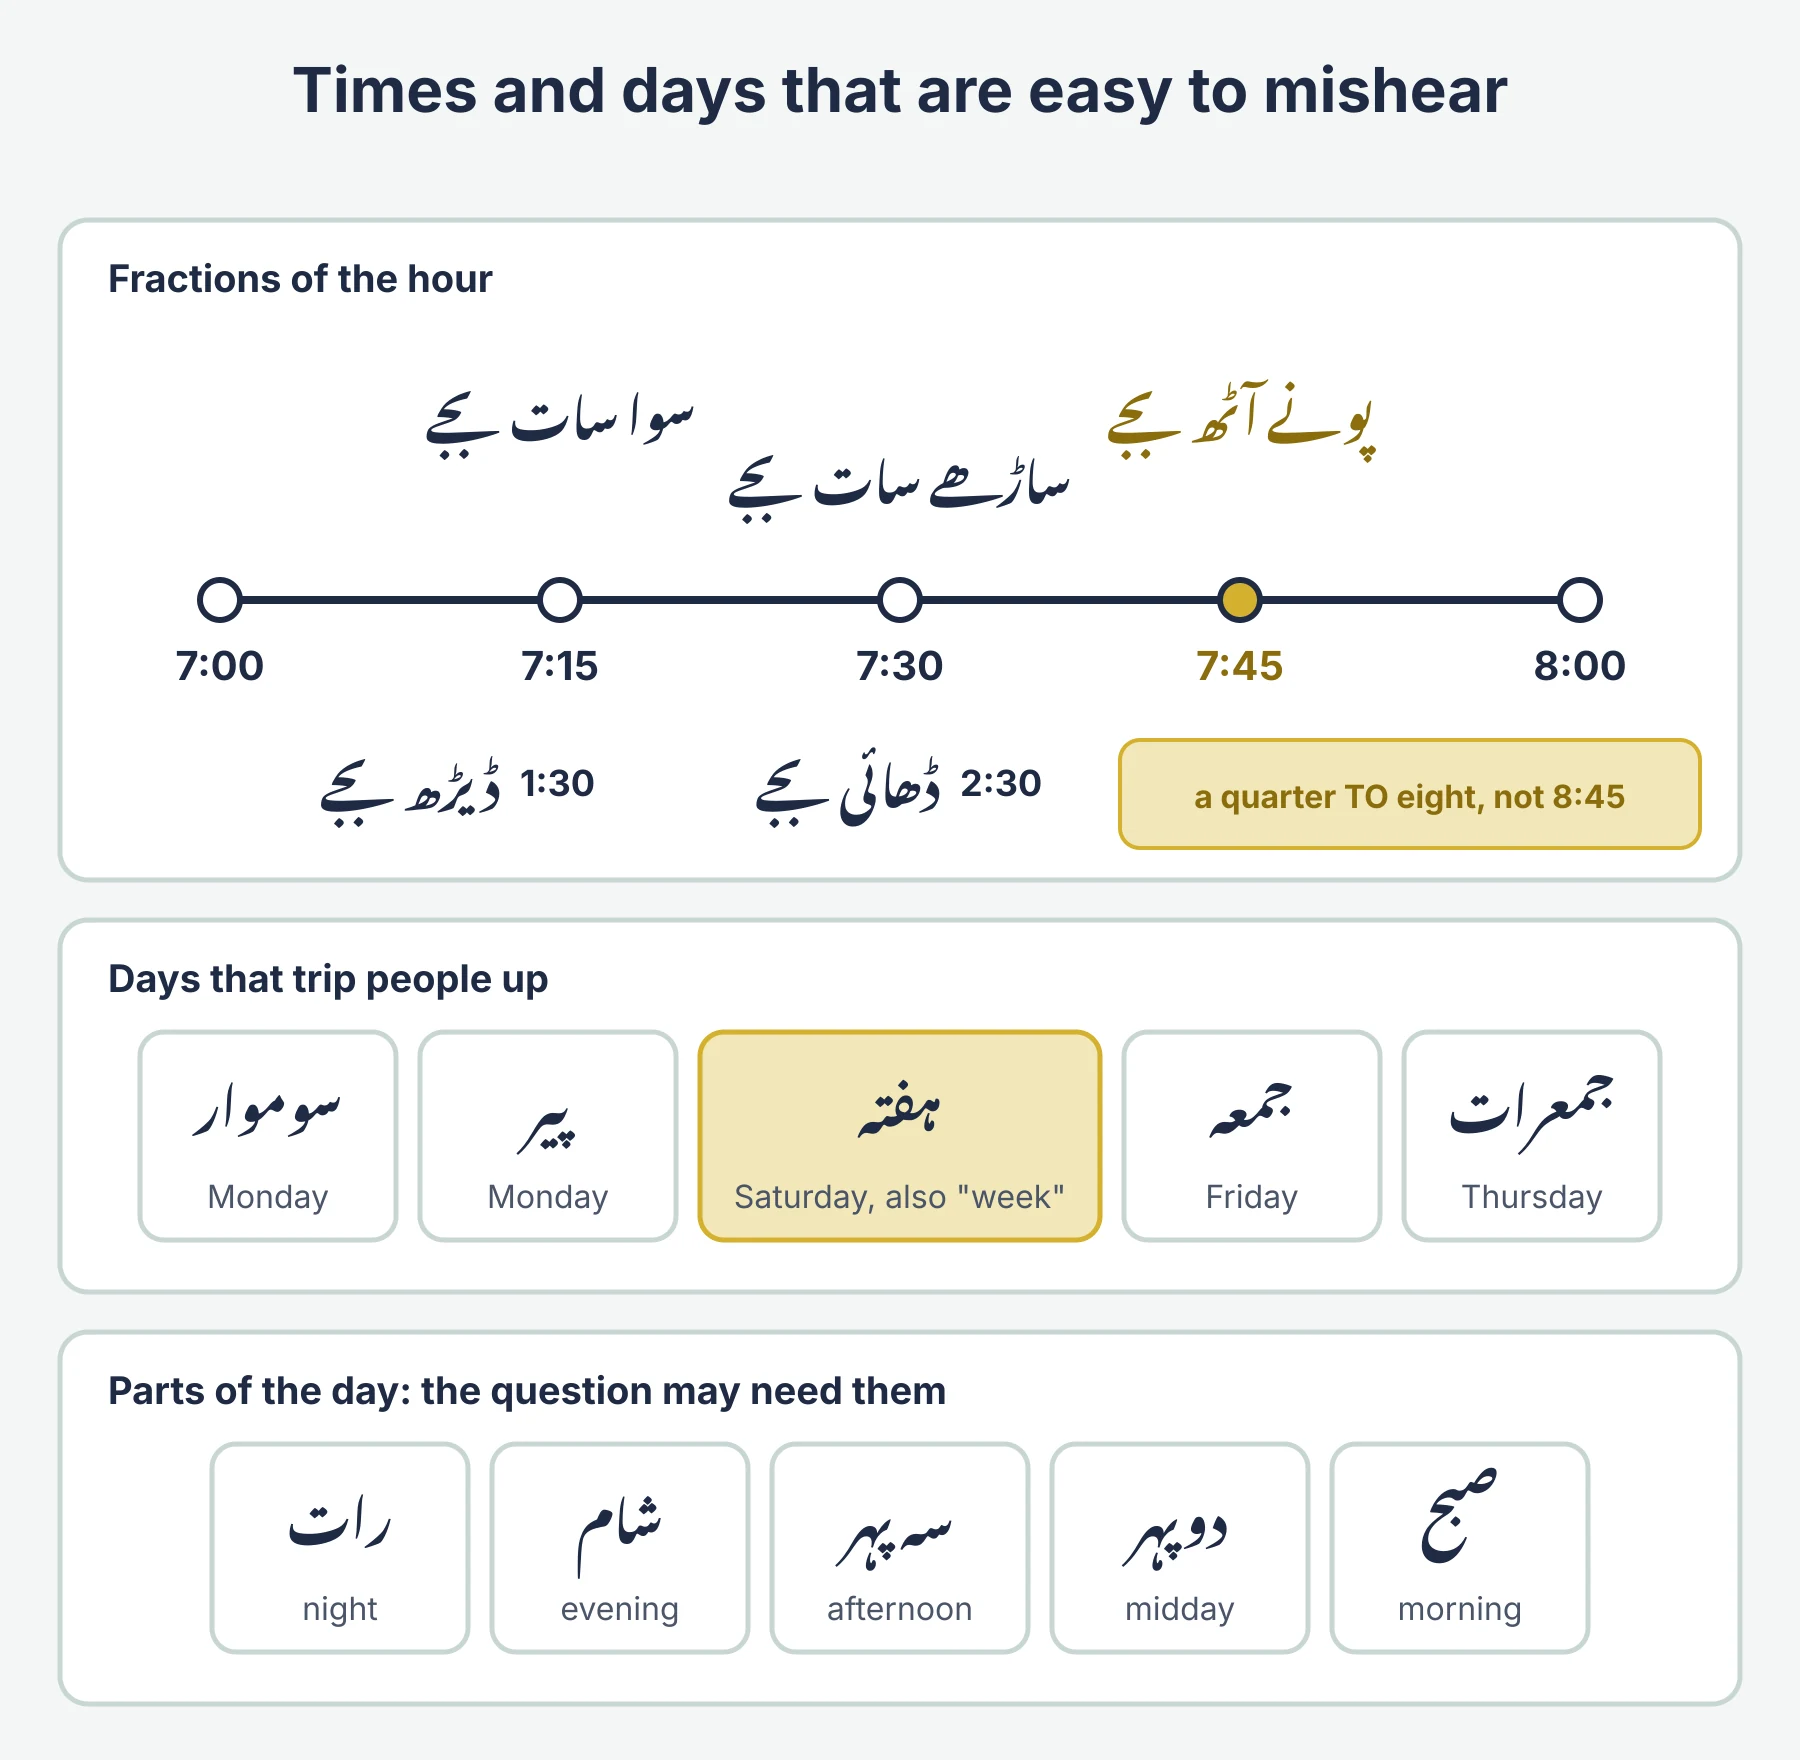 Times and days that are easy to mishear
Fractions of the hour
سوا سات بجے
ساڑھے سات بجے
پونے آٹھ بجے
7:00
7:15
7:30
7:45
8:00
ڈیڑھ بجے 1:30
ڈھائی بجے 2:30
a quarter TO eight, not 8:45
Days that trip people up
سوموار
Monday
پیر
Monday
ہفتہ
Saturday, also "week"
جمعہ
Friday
جمعرات
Thursday
Parts of the day: the question may need them
رات
night
شام
evening
سہ پہر
afternoon
دوپہر
midday
صبح
morning